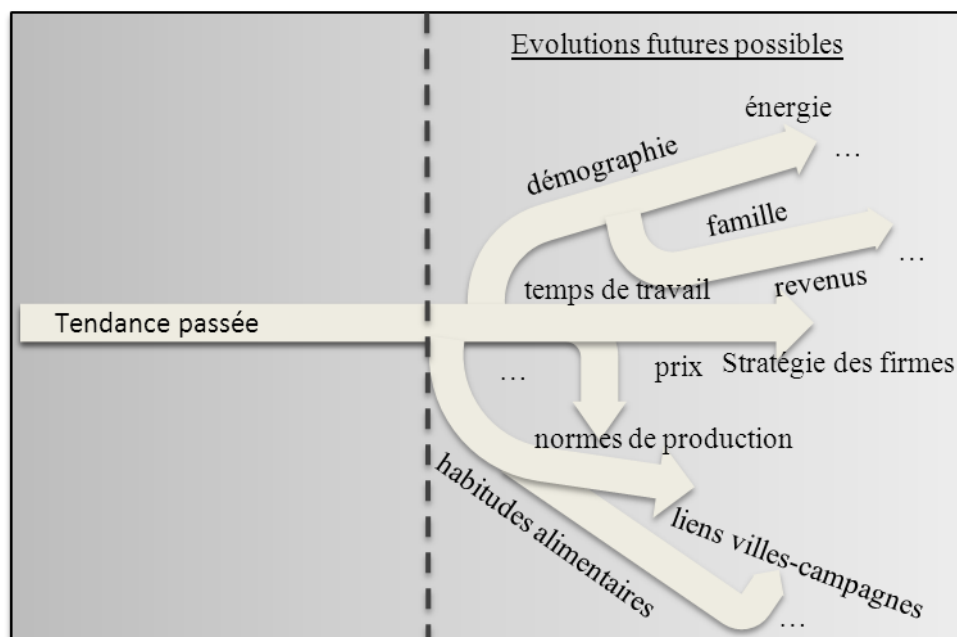 Evolutions futures possibles
énergie
démographie
…
famille
…
temps de travail
revenus
Tendance passée
prix
Stratégie des firmes
…
normes de production
habitudes alimentaires
liens villes-campagnes
…